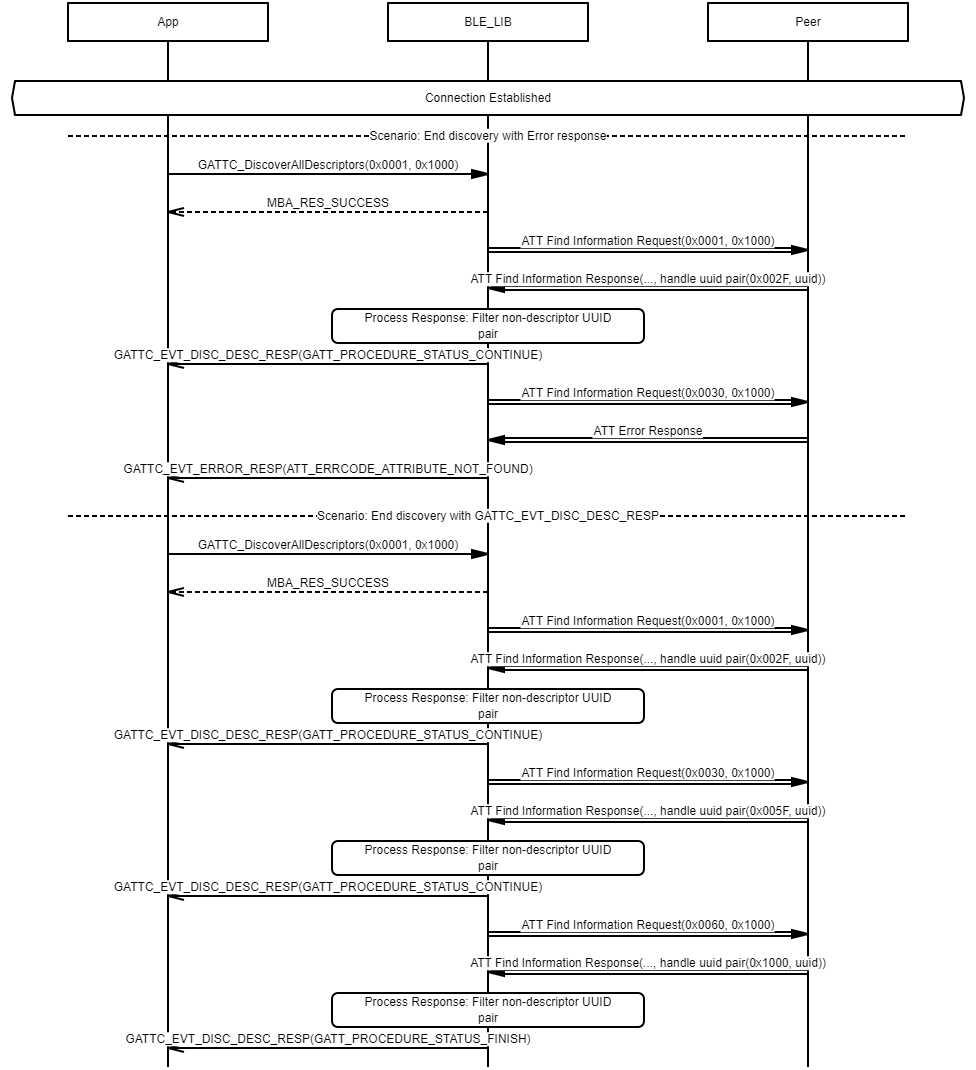 App
BLE_LIB
Peer
Connection Established
Scenario: End discovery with Error response
GATTC_DiscoverAllDescriptors(0x0001, 0x1000)
MBA_RES_SUCCESS
ATT Find Information Request(0x0001, 0x1000)
ATT Find Information Response(..., handle uuid pair(0x002F, uuid))
Process Response: Filter non-descriptor UUID
pair
GATTC_EVT_DISC_DESC_RESP(GATT_PROCEDURE_STATUS_CONTINUE)
ATT Find Information Request(0x0030, 0x1000)
ATT Error Response
GATTC_EVT_ERROR_RESP(ATT_ERRCODE_ATTRIBUTE_NOT_FOUND)
Scenario: End discovery with GATTC_EVT_DISC_DESC_RESP
GATTC_DiscoverAllDescriptors(0x0001, 0x1000)
MBA_RES_SUCCESS
ATT Find Information Request(0x0001, 0x1000)
ATT Find Information Response(..., handle uuid pair(0x002F, uuid))
Process Response: Filter non-descriptor UUID
pair
GATTC_EVT_DISC_DESC_RESP(GATT_PROCEDURE_STATUS_CONTINUE)
ATT Find Information Request(0x0030, 0x1000)
ATT Find Information Response(..., handle uuid pair(0x005F, uuid))
Process Response: Filter non-descriptor UUID
pair
GATTC_EVT_DISC_DESC_RESP(GATT_PROCEDURE_STATUS_CONTINUE)
ATT Find Information Request(0x0060, 0x1000)
ATT Find Information Response(..., handle uuid pair(0x1000, uuid))
Process Response: Filter non-descriptor UUID
pair
GATTC_EVT_DISC_DESC_RESP(GATT_PROCEDURE_STATUS_FINISH)